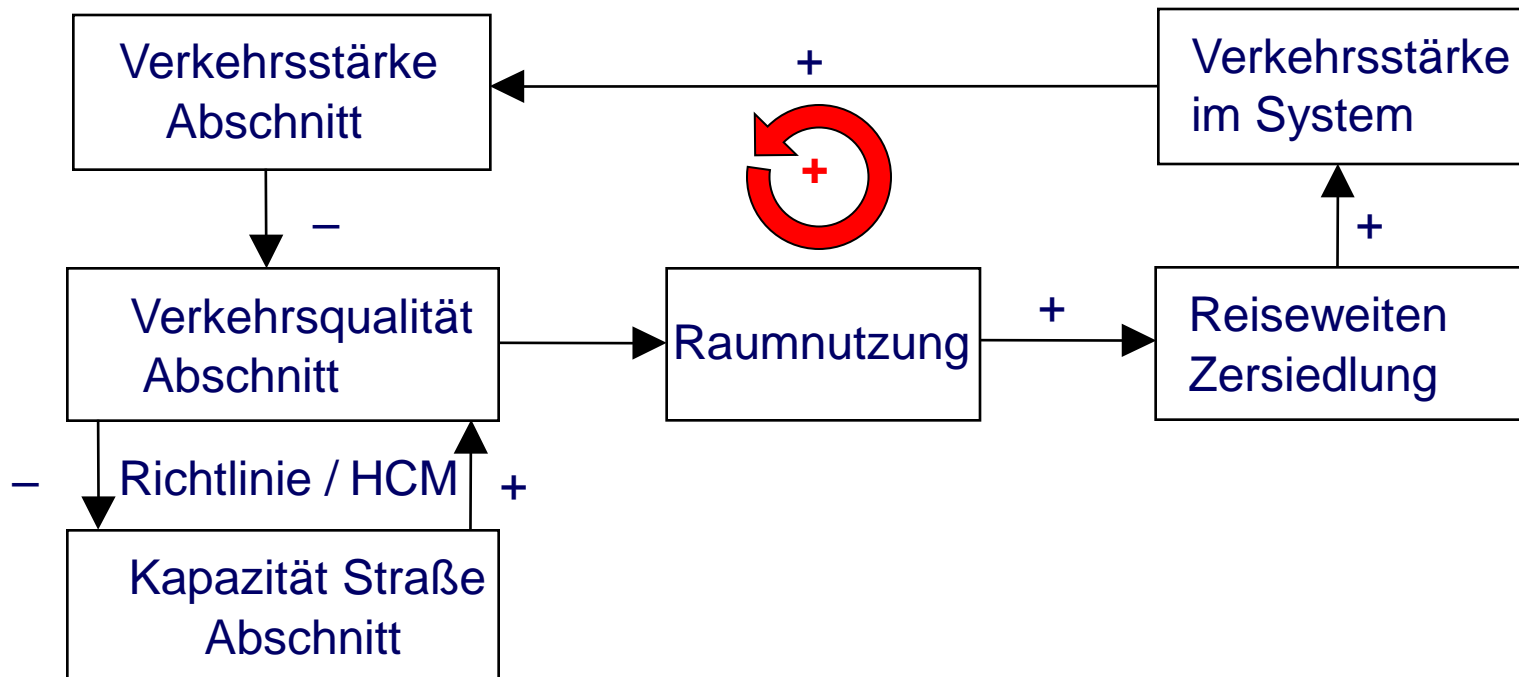 Verkehrsstärke
Abschnitt
+
Verkehrsstärke
im System
+
–
+
Verkehrsqualität
Abschnitt
Raumnutzung
+
Reiseweiten
Zersiedlung
–
Richtlinie / HCM
+
Kapazität Straße
Abschnitt